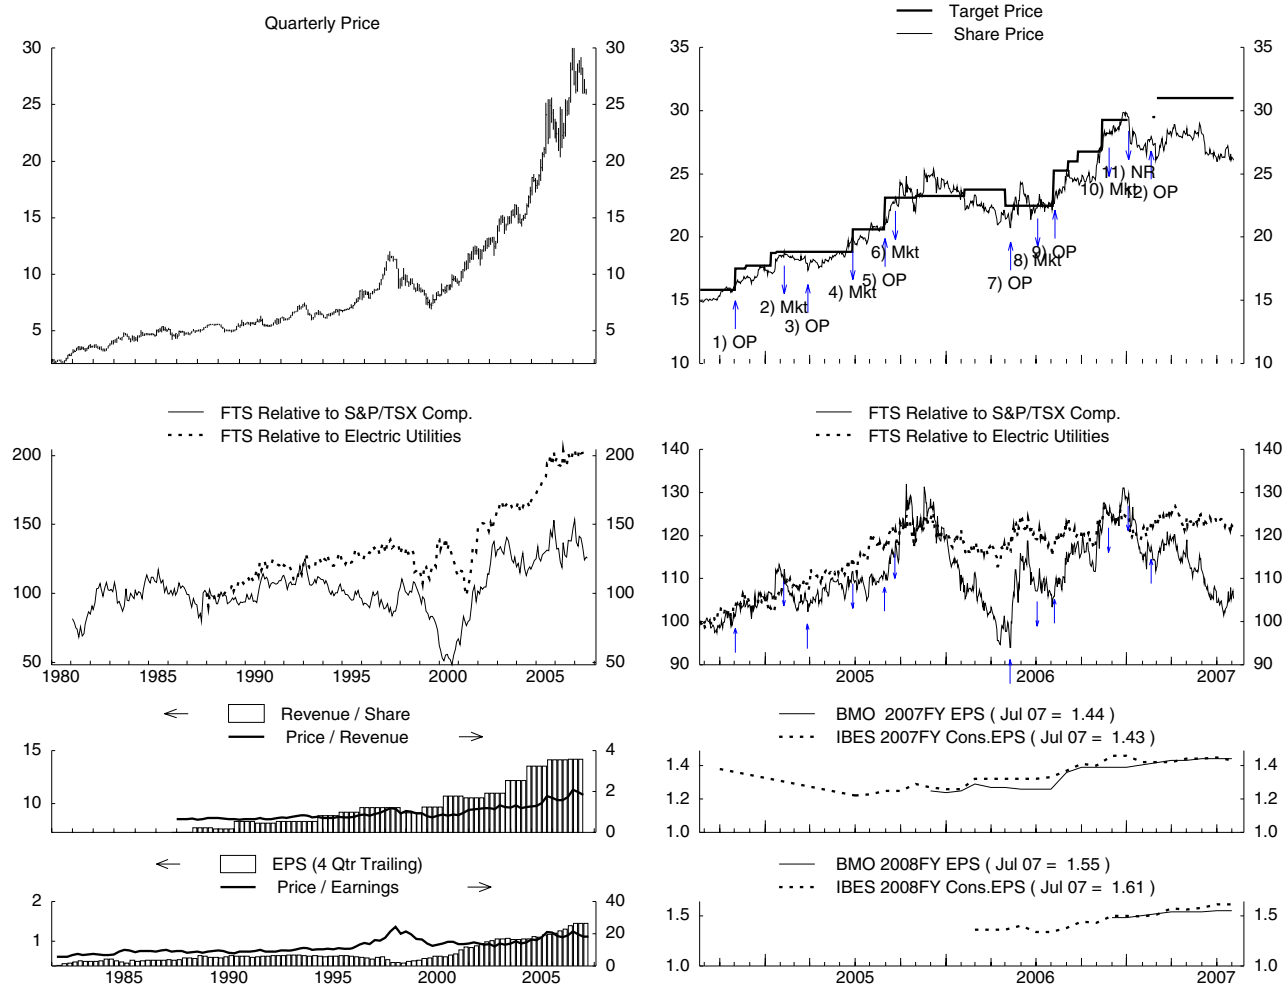 Quarterly Price
30 30
25 25
20 20
15 15
10 10
5 5
Target Price
Share Price
35 35
30 30
25 25
20 20
15 15
10 10
1) OP
2) Mkt
3) OP
4) Mkt
5) OP
6) Mkt
7) OP
8) Mkt
9) OP
10) Mkt
11) NR
12) OP
FTS Relative to S&P/TSX Comp.
FTS Relative to Electric Utilities
200 200
150 150
100 100
50 50
1980 1985 1990 1995 2000 2005
FTS Relative to S&P/TSX Comp.
FTS Relative to Electric Utilities
140 140
130 130
120 120
110 110
100 100
90 90
2005 2006 2007
Revenue / Share
Price / Revenue
15 4
10 2
0
BMO 2007FY EPS ( Jul 07 = 1.44 )
IBES 2007FY Cons.EPS ( Jul 07 = 1.43 )
1.4 1.4
1.2 1.2
1.0 1.0
EPS (4 Qtr Trailing)
Price / Earnings
2 40
1 20
0
1985 1990 1995 2000 2005
BMO 2008FY EPS ( Jul 07 = 1.55 )
IBES 2008FY Cons.EPS ( Jul 07 = 1.61 )
1.5 1.5
1.0 1.0
2005 2006 2007